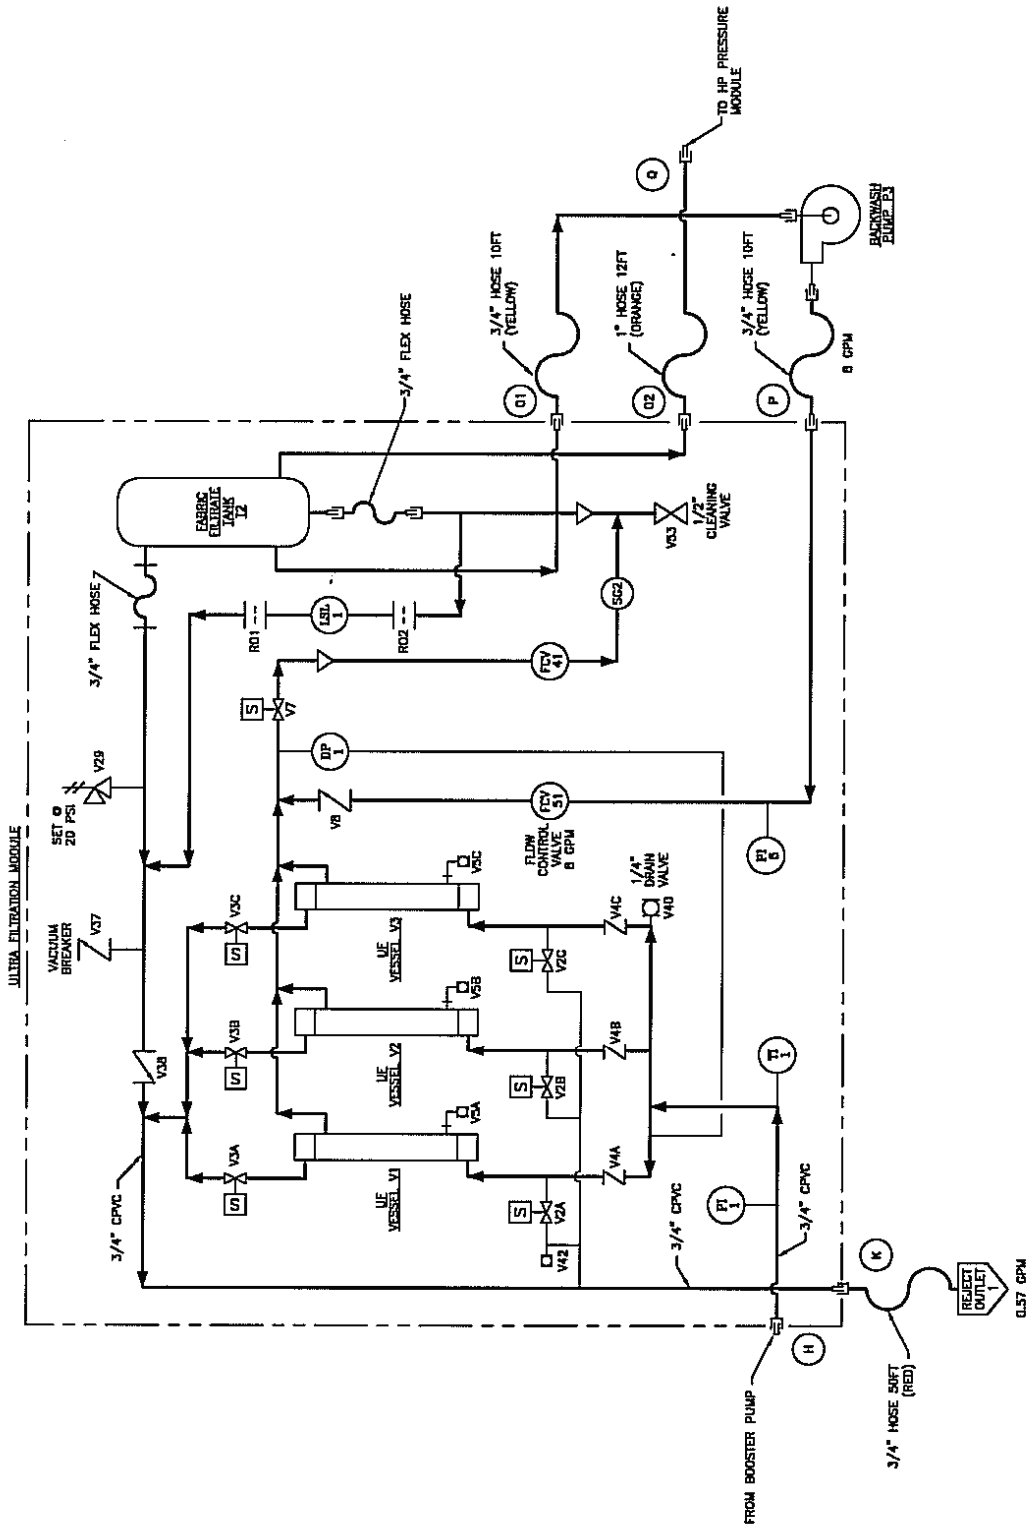 ULTRA FILTRATION MODULE
3/4" CPVC
V38
VACUUM
BREAKER
V37
SET @
20 PSI
V29
3/4" FLEX HOSE
FABRIC
FILTRATE
TANK
T2
3/4" FLEX HOSE
S
V3A
S
V3B
S
V3C
RO1
LSL
1
RO2
S
V7
DP
1
UF
VESSEL V1
V5A
UF
VESSEL V2
V5B
UF
VESSEL V3
V5C
V8
FLOW
CONTROL
VALVE
8 GPM
FCV
51
FCV
41
SG2
V53
1/2"
CLEANING
VALVE
V42
S
V2A
S
V2B
S
V2C
V4A
V4B
V4C
1/4"
DRAIN
VALVE
V40
3/4" CPVC
PI
1
3/4" CPVC
TI
1
O1
3/4" HOSE 10FT
(YELLOW)
O2
1" HOSE 12FT
(ORANGE)
Q
TO HP PRESSURE
MODULE
P
3/4" HOSE 10FT
(YELLOW)
8 GPM
BACKWASH
PUMP P3
FROM BOOSTER PUMP
H
K
3/4" HOSE 50FT
(RED)
REJECT
OUTLET
1
0.57 GPM